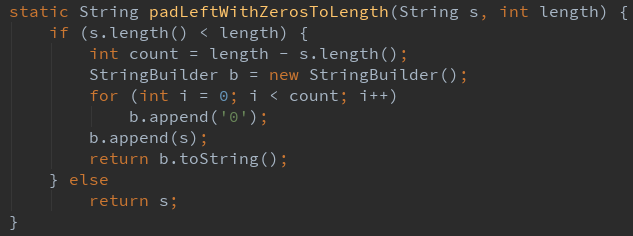 static String padLeftWithZerosToLength(String s, int length) {
    if (s.length() < length) {
        int count = length - s.length();
        StringBuilder b = new StringBuilder();
        for (int i = 0; i < count; i++)
            b.append('0');
        b.append(s);
        return b.toString();
    } else
        return s;
}